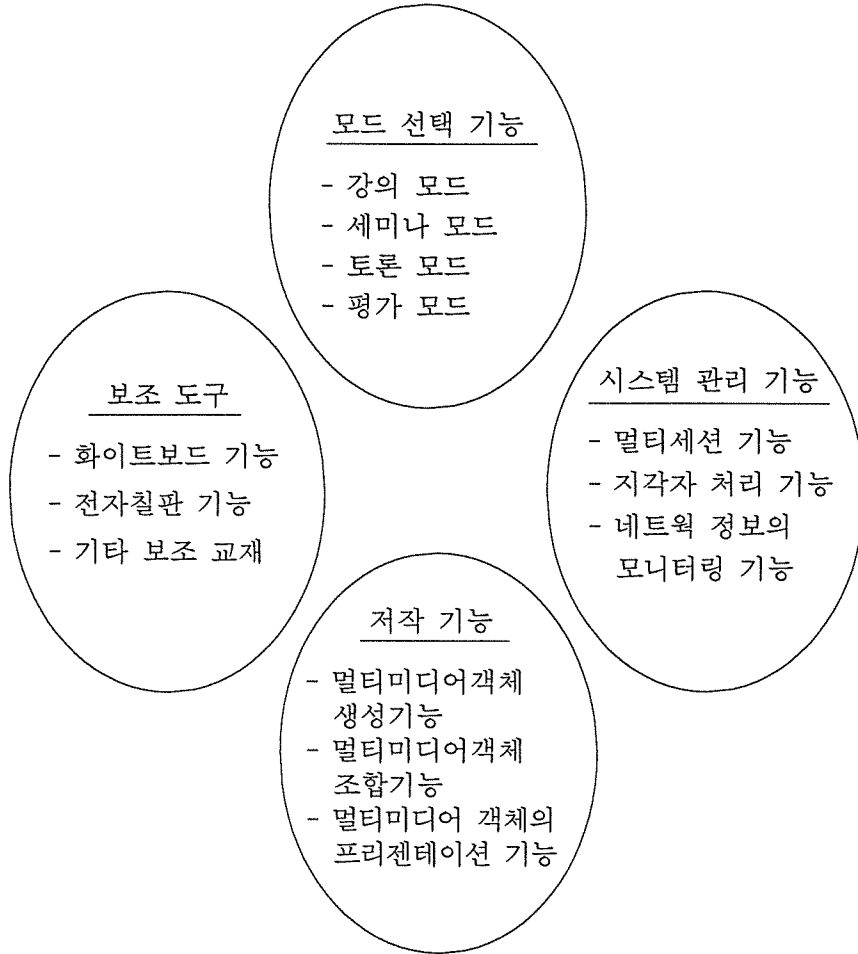 모드 선택 기능
- 강의 모드
- 세미나 모드
- 토론 모드
- 평가 모드
보조 도구
- 화이트보드 기능
- 전자칠판 기능
- 기타 보조 교재
시스템 관리 기능
- 멀티세션 기능
- 지각자 처리 기능
- 네트웍 정보의
모니터링 기능
저작 기능
- 멀티미디어객체
생성기능
- 멀티미디어객체
조합기능
- 멀티미디어 객체의
프리젠테이션 기능